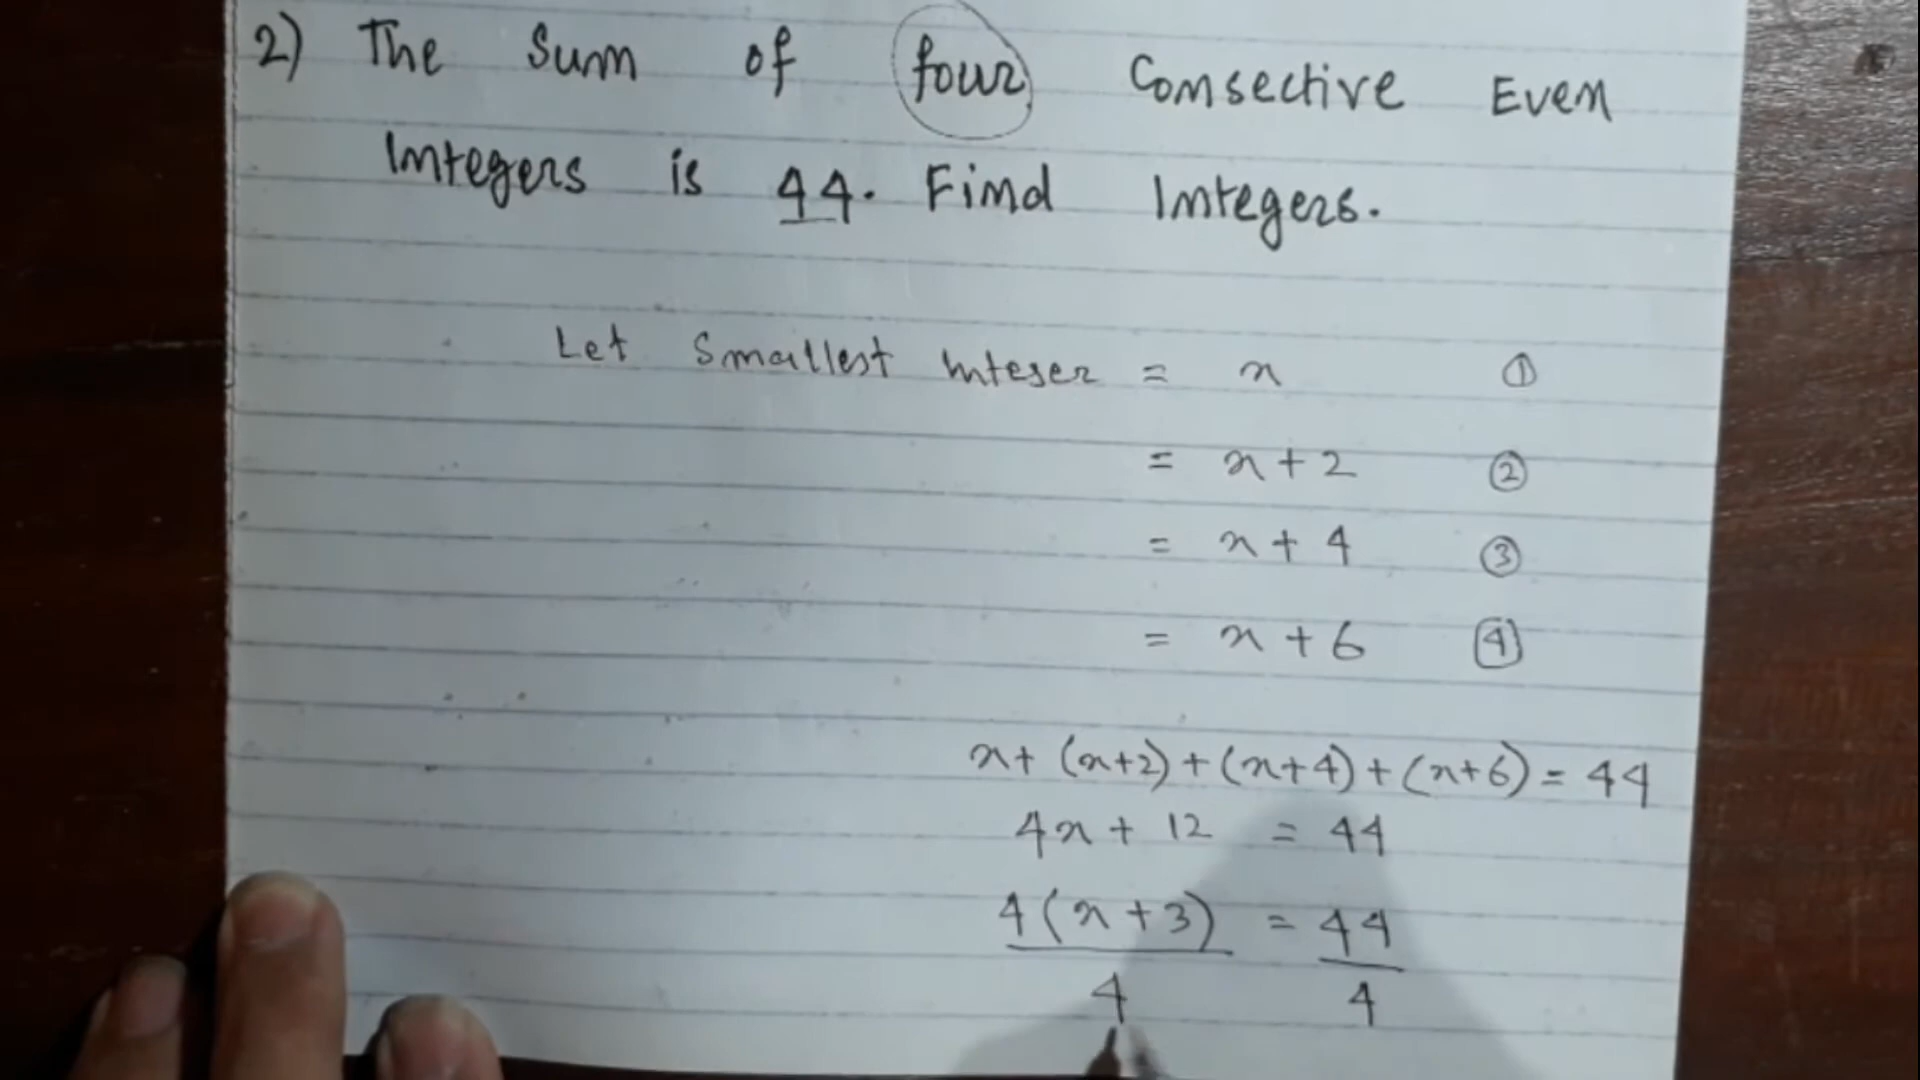 2) The Sum of four Consective Even
Integers is 44. Find Integers.
Let Smallest Integer = x ①
= x + 2 ②
= x + 4 ③
= x + 6 ④
x + (x+2) + (x+4) + (x+6) = 44
4x + 12 = 44
4(x+3) = 44
4 4